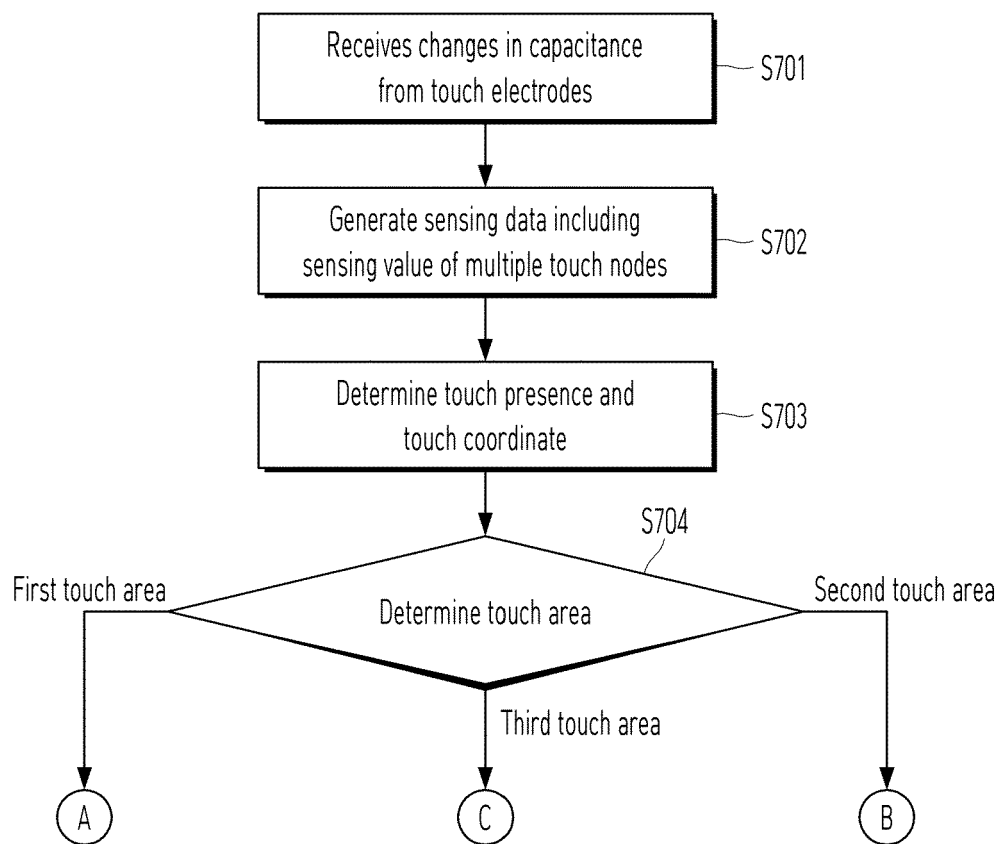 Receives changes in capacitance
from touch electrodes
S701
Generate sensing data including
sensing value of multiple touch nodes
S702
Determine touch presence and
touch coordinate
S703
S704
First touch area
Determine touch area
Second touch area
Third touch area
A
C
B